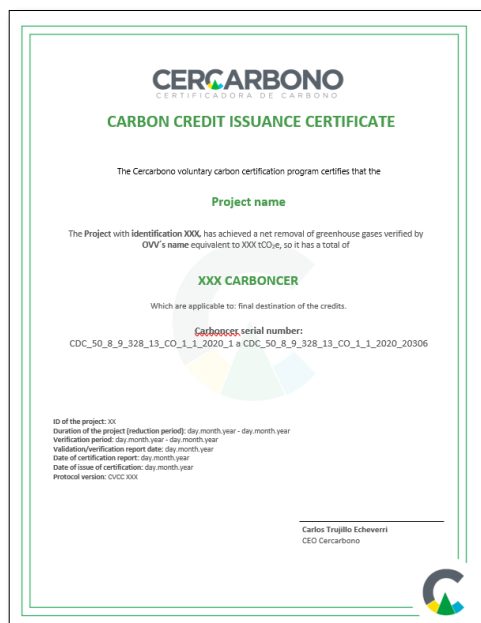 CERCARBONO
CERTIFICADORA DE CARBONO
CARBON CREDIT ISSUANCE CERTIFICATE
The Cercarbono voluntary carbon certification program certifies that the
Project name
The Project with identification XXX, has achieved a net removal of greenhouse gases verified by
OVV´s name equivalent to XXX tCO₂e, so it has a total of
XXX CARBONCER
Which are applicable to: final destination of the credits.
Carboncer serial number:
CDC_50_8_9_328_13_CO_1_1_2020_1 a CDC_50_8_9_328_13_CO_1_1_2020_20306
ID of the project: XX
Duration of the project (reduction period): day.month.year - day.month.year
Verification period: day.month.year - day.month.year
Validation/verification report date: day.month.year
Date of certification report: day.month.year
Date of issue of certification: day.month.year
Protocol version: CVCC XXX
Carlos Trujillo Echeverri
CEO Cercarbono